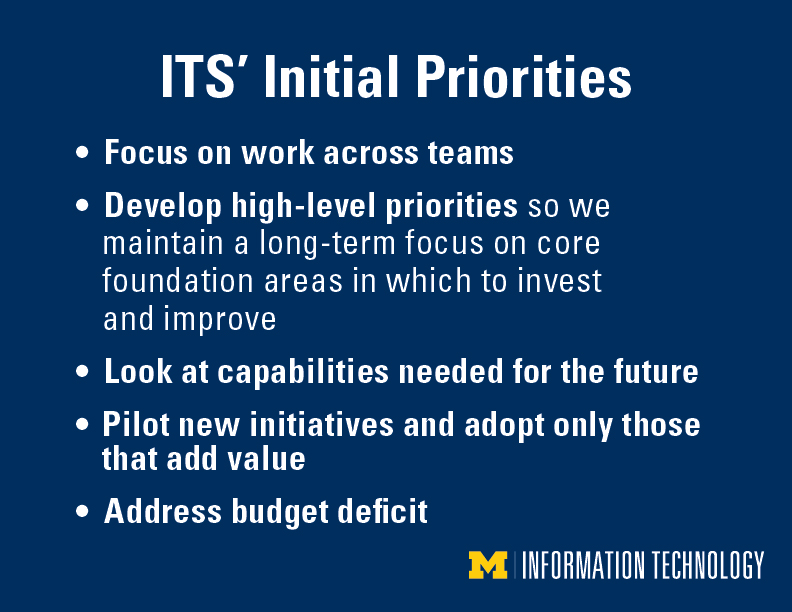 ITS’ Initial Priorities
• Focus on work across teams
• Develop high-level priorities so we
maintain a long-term focus on core
foundation areas in which to invest
and improve
• Look at capabilities needed for the future
• Pilot new initiatives and adopt only those
that add value
• Address budget deficit
M | INFORMATION TECHNOLOGY